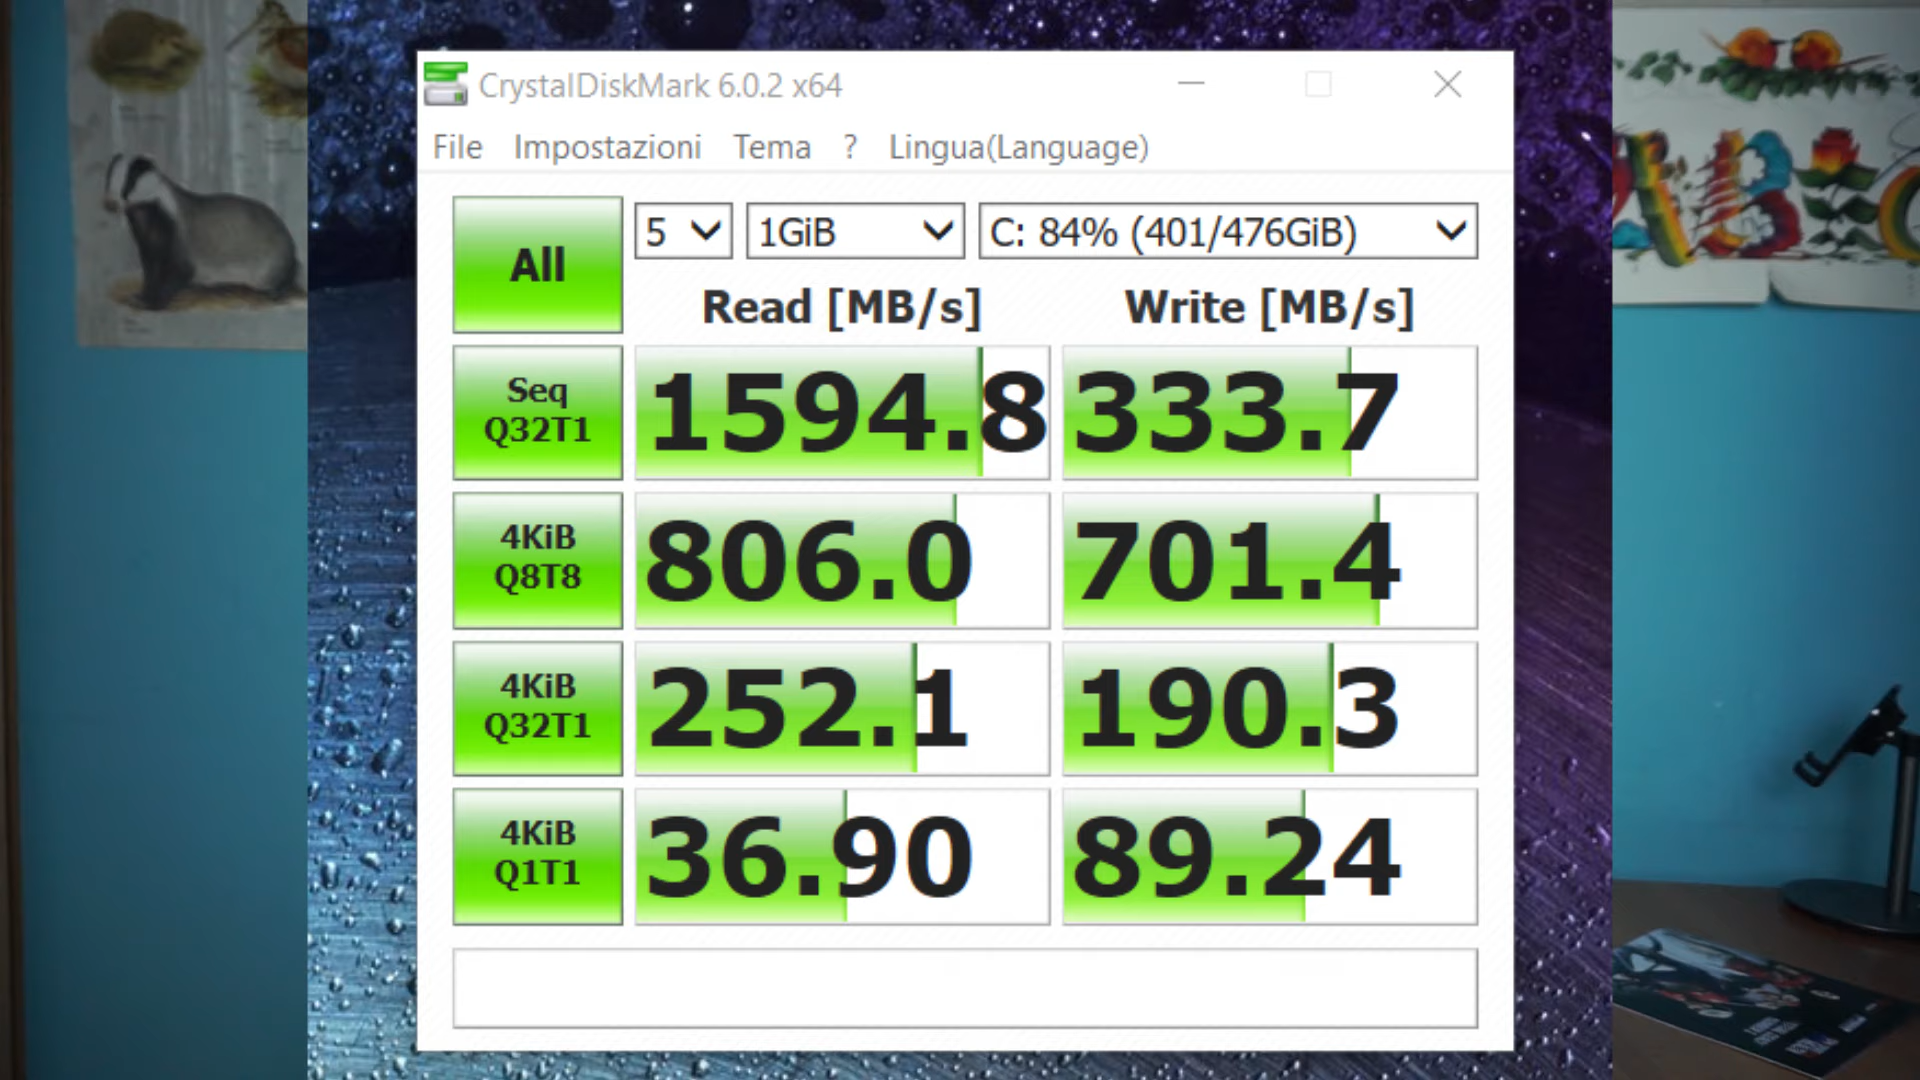 CrystalDiskMark 6.0.2 x64
File Impostazioni Tema ? Lingua(Language)
All
5 1GiB C: 84% (401/476GiB)
Read [MB/s] Write [MB/s]
Seq
Q32T1
1594.8 333.7
4KiB
Q8T8
806.0 701.4
4KiB
Q32T1
252.1 190.3
4KiB
Q1T1
36.90 89.24